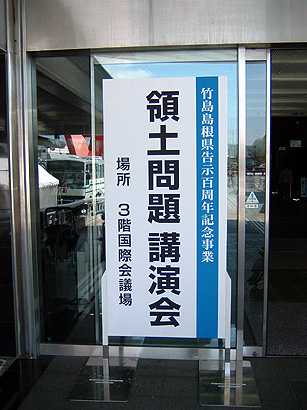 竹島島根県告示百周年記念事業
領土問題 講演会
場所 3階国際会議場